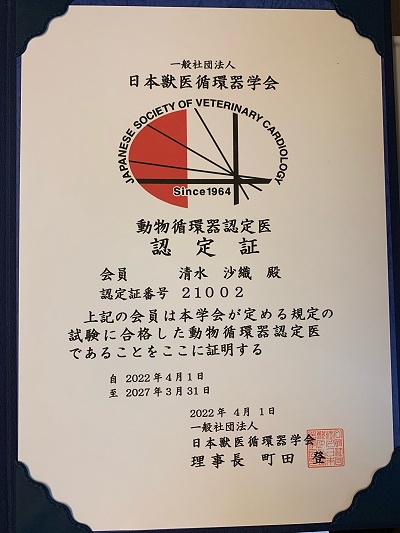 一般社団法人
日本獣医循環器学会
JAPANESE SOCIETY OF VETERINARY CARDIOLOGY
Since1964
動物循環器認定医
認定証
会員 清水 沙織 殿
認定証番号 21002
上記の会員は本学会が定める規定の
試験に合格した動物循環器認定医
であることをここに証明する
自 2022年4月1日
至 2027年3月31日
2022年 4月 1日
一般社団法人
日本獣医循環器学会
理事長 町田 登